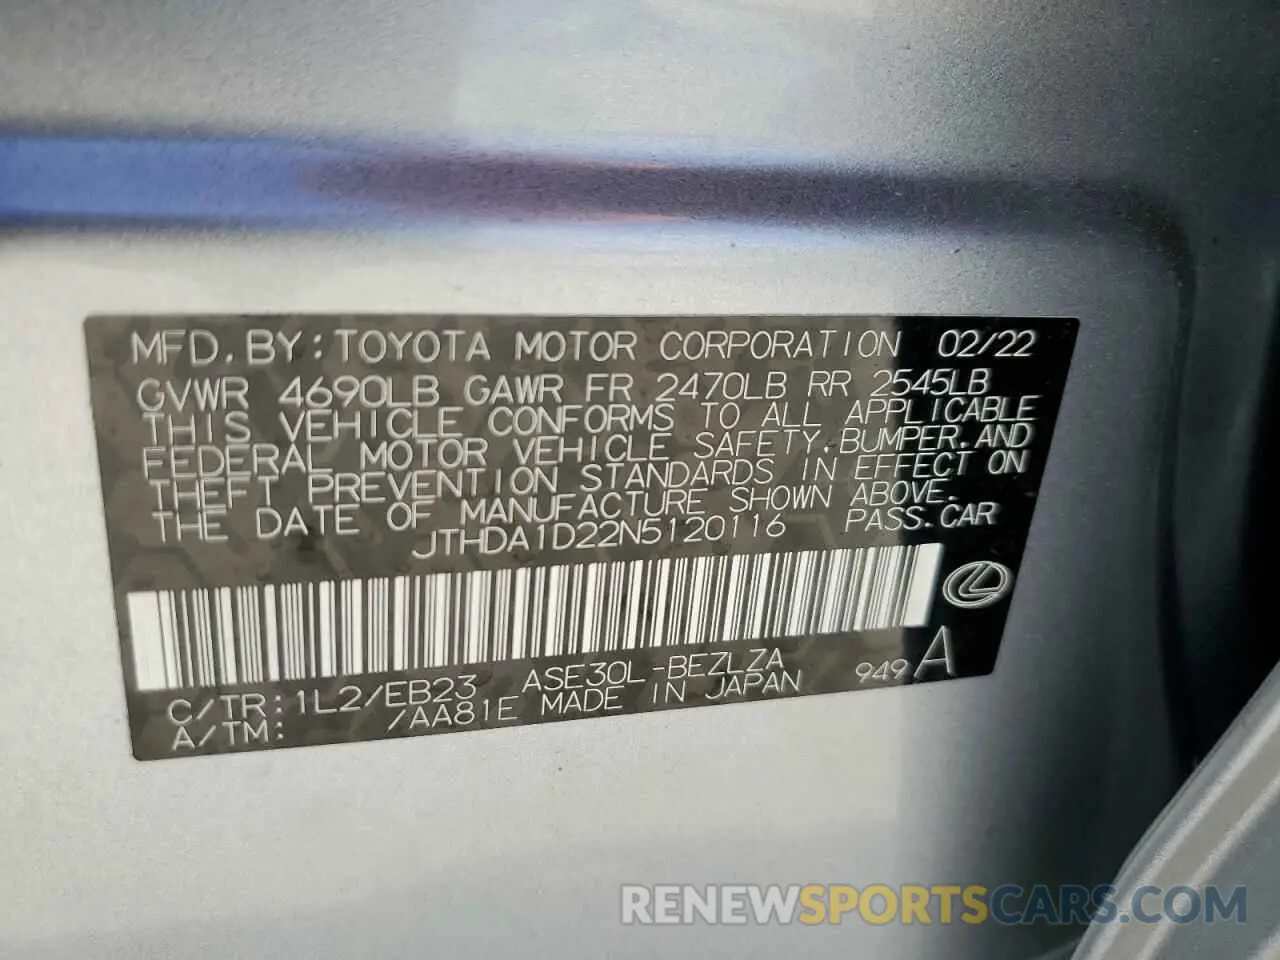 MFD. BY: TOYOTA MOTOR CORPORATION 02/22
GVWR 4690LB GAWR FR 2470LB RR 2545LB
THIS VEHICLE CONFORMS TO ALL APPLICABLE
FEDERAL MOTOR VEHICLE SAFETY, BUMPER, AND
THEFT PREVENTION STANDARDS IN EFFECT ON
THE DATE OF MANUFACTURE SHOWN ABOVE.
JTHDA1D22N5120116 PASS. CAR
C/TR: 1L2/EB23 ASE30L-BEZLZA 949A
A/TM: /AA81E MADE IN JAPAN
RENEWSPORTSCARS.COM